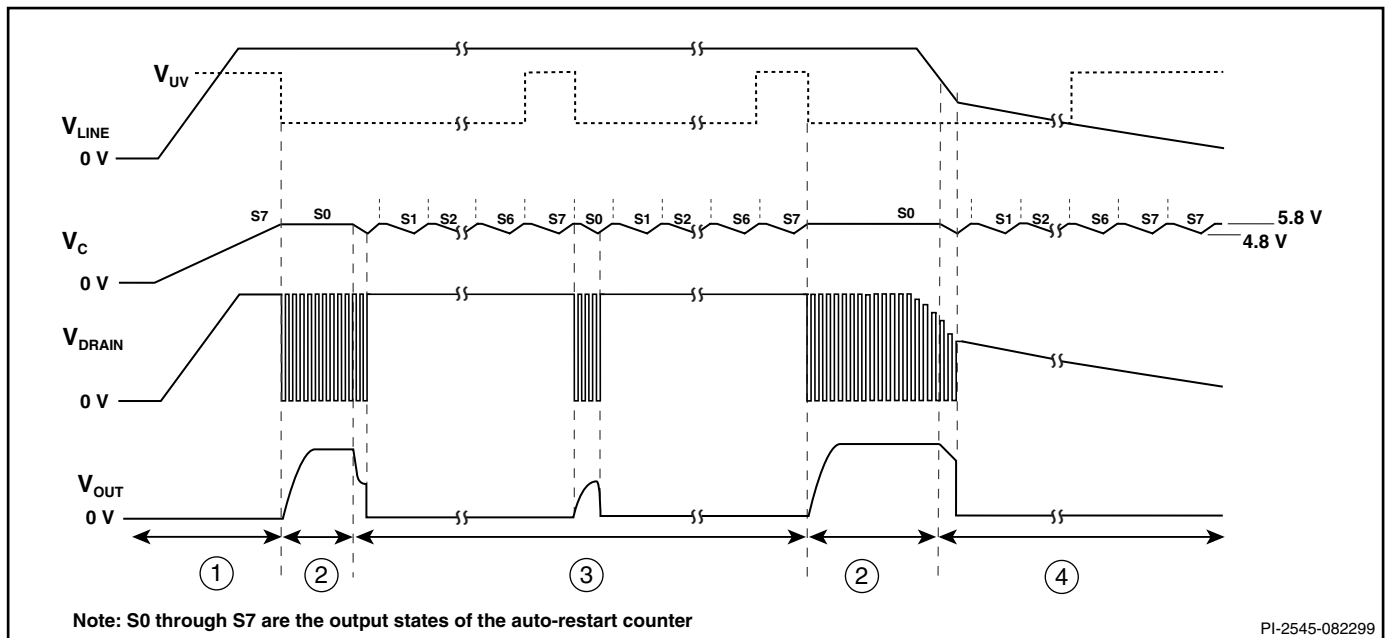 V_UV
V_LINE
0 V
S7 S0 S1 S2 S6 S7 S0 S1 S2 S6 S7 S0 S1 S2 S6 S7 S7
5.8 V
4.8 V
V_C
0 V
V_DRAIN
0 V
V_OUT
0 V
1 2 3 2 4
Note: S0 through S7 are the output states of the auto-restart counter
PI-2545-082299